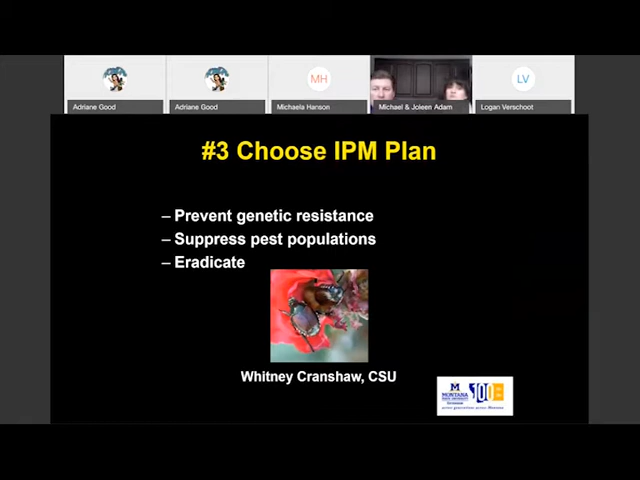 MH
LV
Adriane Good
Adriane Good
Michaela Hanson
Michael & Joleen Adam
Logan Verschoot
#3 Choose IPM Plan
– Prevent genetic resistance
– Suppress pest populations
– Eradicate
Whitney Cranshaw, CSU
M
MONTANA
100